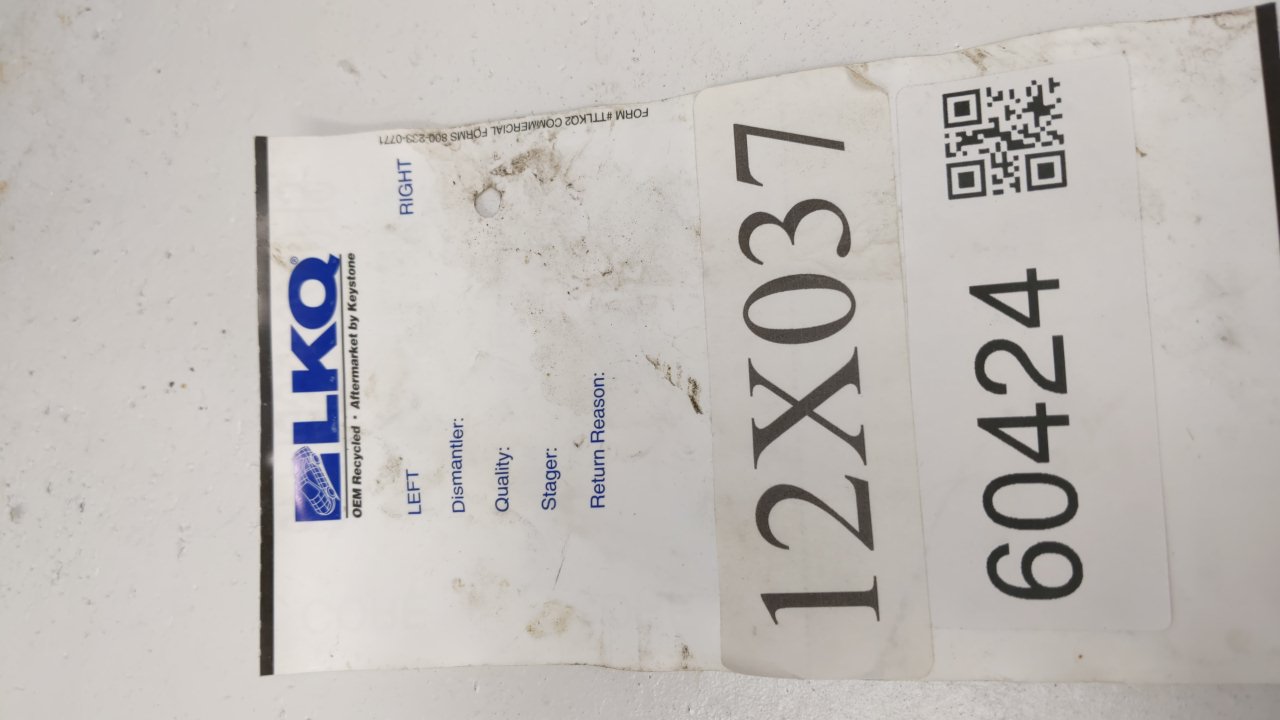 LKQ®
OEM Recycled • Aftermarket by Keystone
LEFT RIGHT
Dismantler:
Quality:
Stager:
Return Reason:
FORM #TTLKQ2 COMMERCIAL FORMS 800-233-0771
12X037
60424